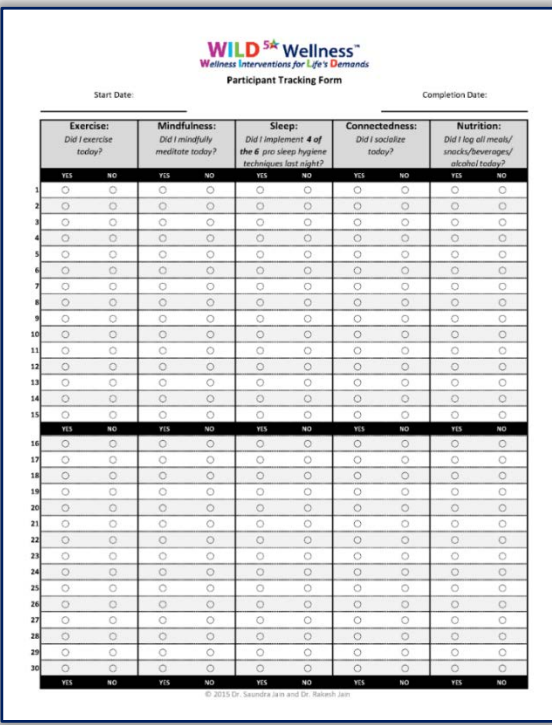 WILD 5 Wellness™
Wellness Interventions for Life's Demands
Participant Tracking Form
Start Date: Completion Date:
Exercise: Mindfulness: Sleep: Connectedness: Nutrition:
Did I exercise Did I mindfully Did I implement 4 of Did I socialize Did I log all meals/
today? meditate today? the 6 pro sleep hygiene today? snacks/beverages/
techniques last night? alcohol today?
YES NO YES NO YES NO YES NO YES NO
1
2
3
4
5
6
7
8
9
10
11
12
13
14
15
YES NO YES NO YES NO YES NO YES NO
16
17
18
19
20
21
22
23
24
25
26
27
28
29
30
YES NO YES NO YES NO YES NO YES NO
© 2015 Dr. Saundra Jain and Dr. Rakesh Jain